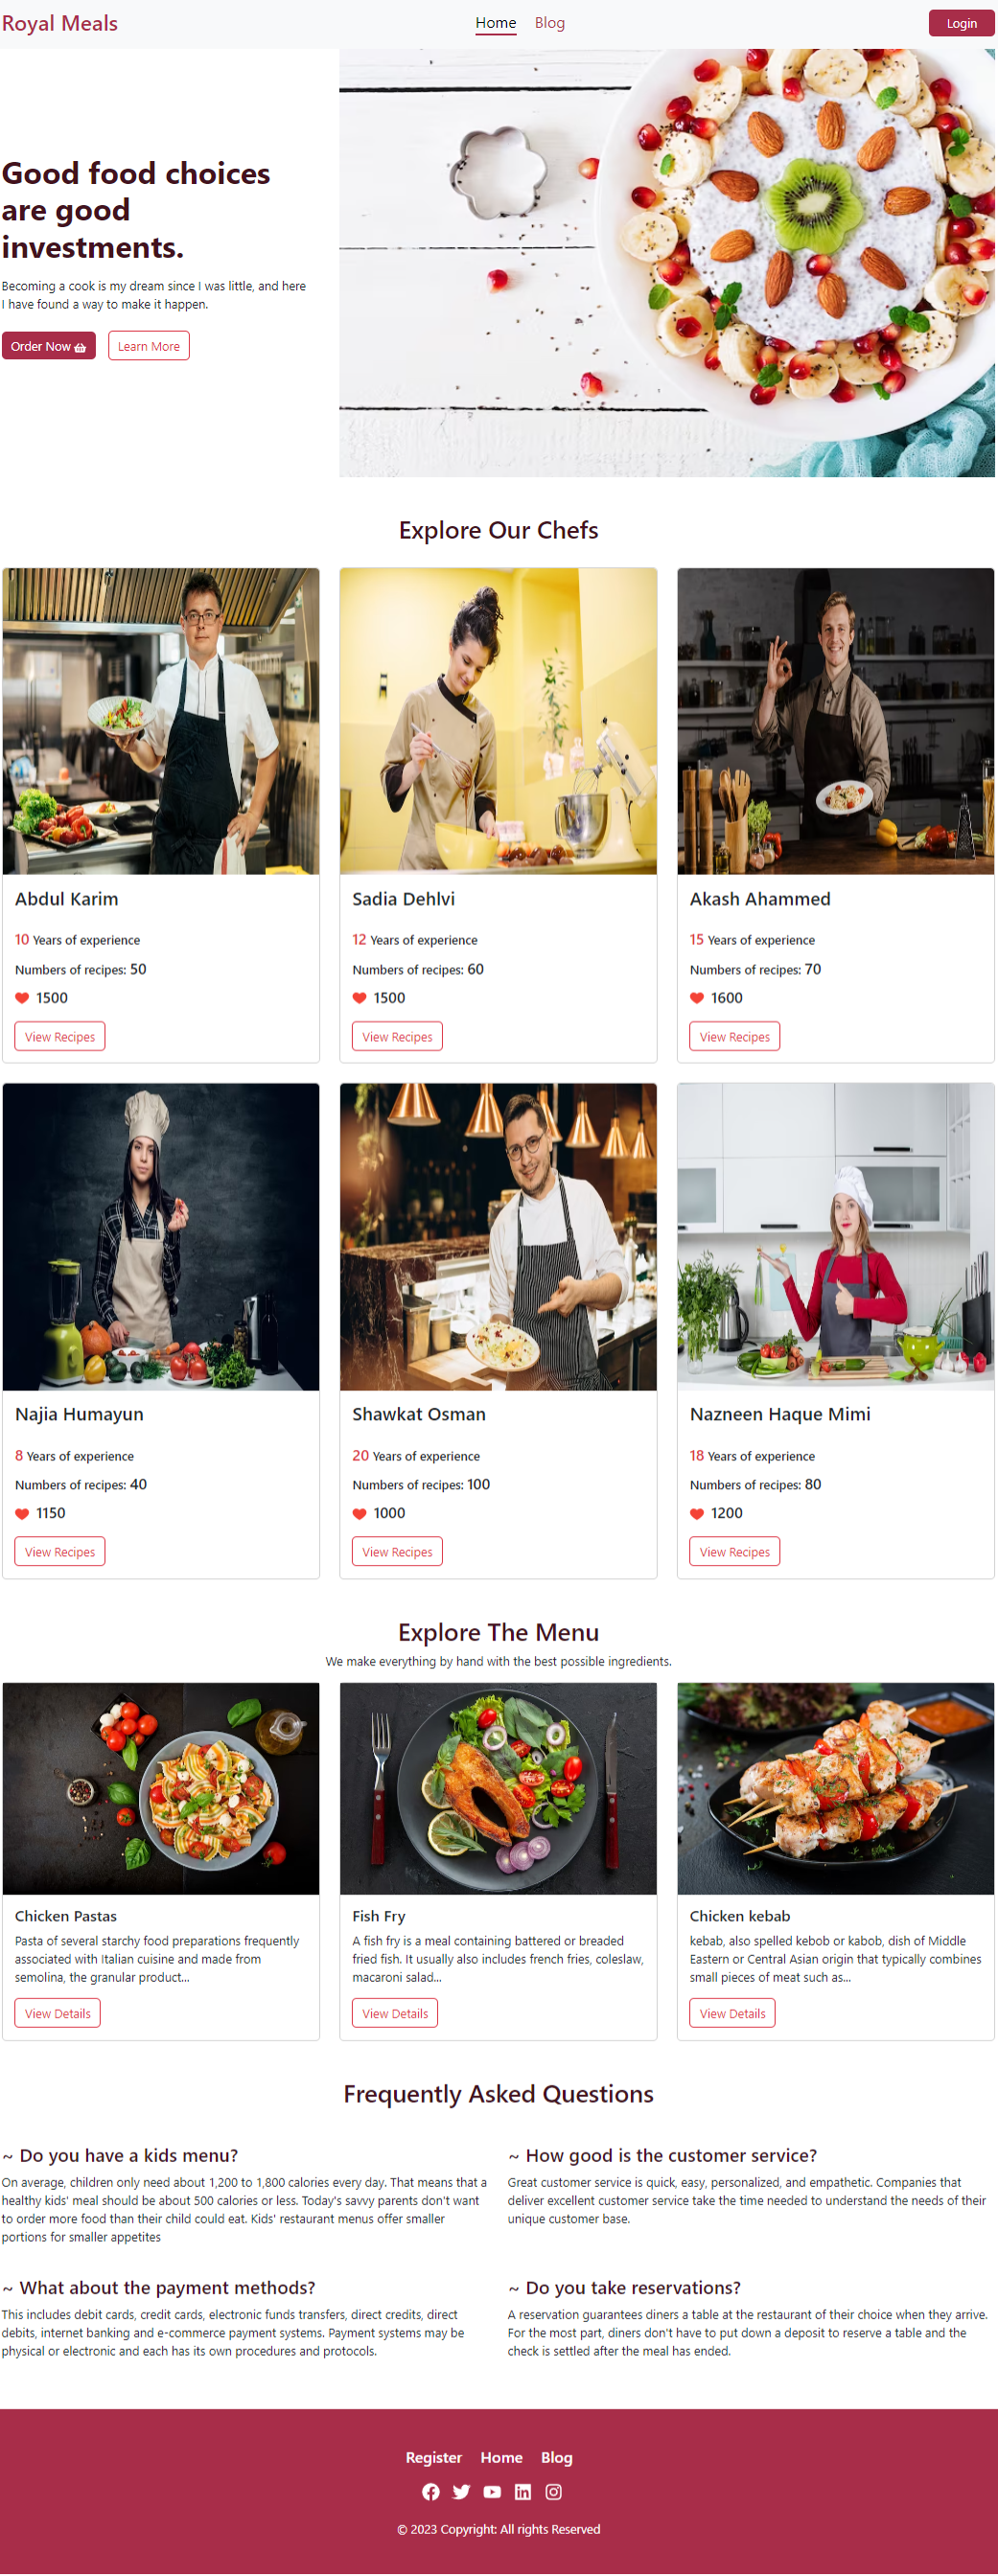 Royal Meals
Home
Blog
Login
Good food choices
are good
investments.
Becoming a cook is my dream since I was little, and here
I have found a way to make it happen.
Order Now
Learn More
Explore Our Chefs
Abdul Karim
10 Years of experience
Numbers of recipes: 50
1500
View Recipes
Sadia Dehlvi
12 Years of experience
Numbers of recipes: 60
1500
View Recipes
Akash Ahammed
15 Years of experience
Numbers of recipes: 70
1600
View Recipes
Najia Humayun
8 Years of experience
Numbers of recipes: 40
1150
View Recipes
Shawkat Osman
20 Years of experience
Numbers of recipes: 100
1000
View Recipes
Nazneen Haque Mimi
18 Years of experience
Numbers of recipes: 80
1200
View Recipes
Explore The Menu
We make everything by hand with the best possible ingredients.
Chicken Pastas
Pasta of several starchy food preparations frequently
associated with Italian cuisine and made from
semolina, the granular product...
View Details
Fish Fry
A fish fry is a meal containing battered or breaded
fried fish. It usually also includes french fries, coleslaw,
macaroni salad...
View Details
Chicken kebab
kebab, also spelled kebob or kabob, dish of Middle
Eastern or Central Asian origin that typically combines
small pieces of meat such as...
View Details
Frequently Asked Questions
~ Do you have a kids menu?
On average, children only need about 1,200 to 1,800 calories every day. That means that a
healthy kids' meal should be about 500 calories or less. Today's savvy parents don't want
to order more food than their child could eat. Kids' restaurant menus offer smaller
portions for smaller appetites
~ How good is the customer service?
Great customer service is quick, easy, personalized, and empathetic. Companies that
deliver excellent customer service take the time needed to understand the needs of their
unique customer base.
~ What about the payment methods?
This includes debit cards, credit cards, electronic funds transfers, direct credits, direct
debits, internet banking and e-commerce payment systems. Payment systems may be
physical or electronic and each has its own procedures and protocols.
~ Do you take reservations?
A reservation guarantees diners a table at the restaurant of their choice when they arrive.
For the most part, diners don't have to put down a deposit to reserve a table and the
check is settled after the meal has ended.
Register
Home
Blog
© 2023 Copyright: All rights Reserved